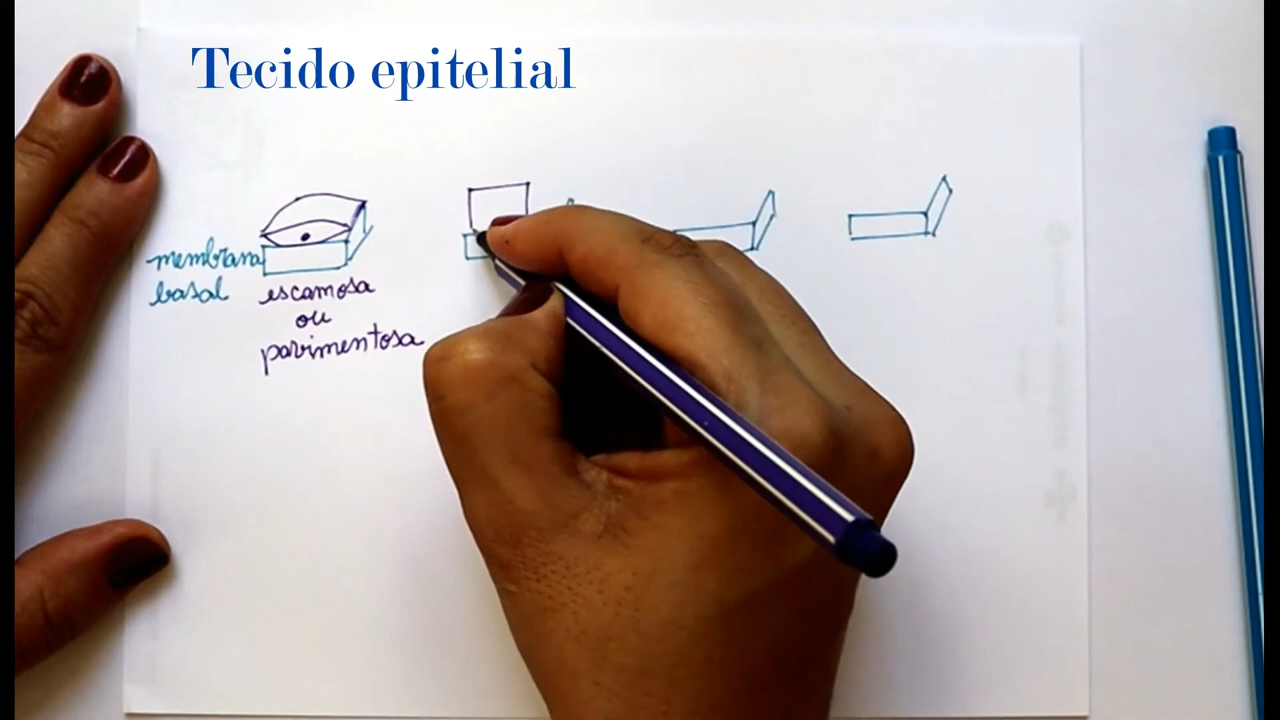 Tecido epitelial
membrana
basal
escamosa
ou
pavimentosa